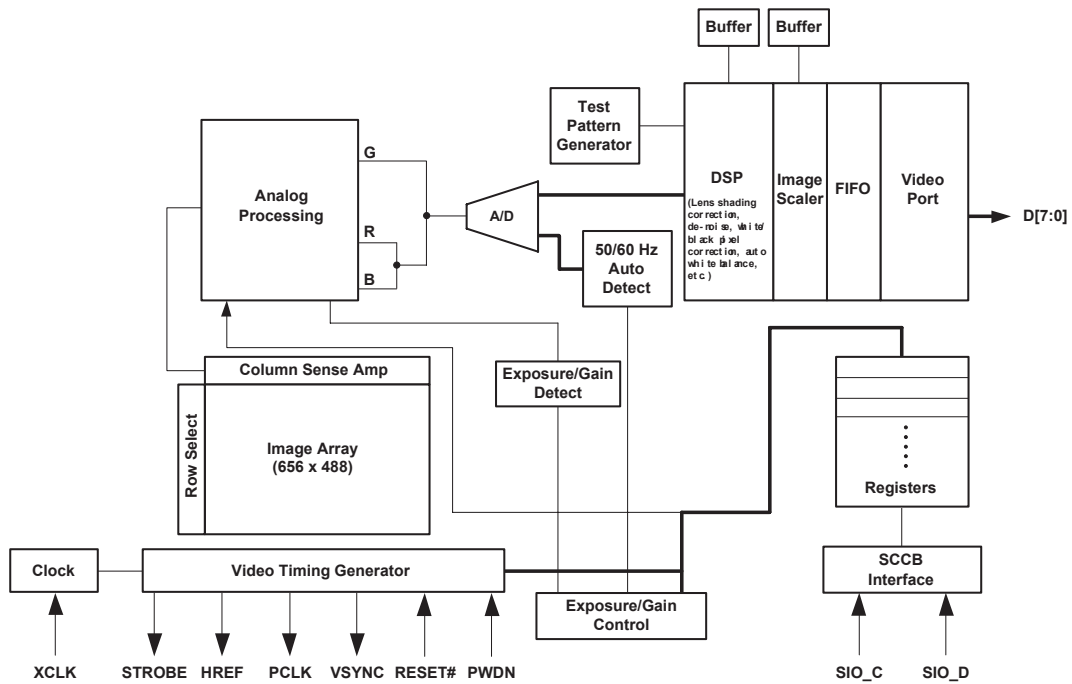 Buffer
Buffer
Test
Pattern
Generator
DSP
(Lens shading
correction,
de-noise, white/
black pixel
correction, auto
white balance,
etc.)
Image
Scaler
FIFO
Video
Port
D[7:0]
Analog
Processing
G
R
B
A/D
50/60 Hz
Auto
Detect
Column Sense Amp
Row Select
Image Array
(656 x 488)
Exposure/Gain
Detect
Registers
Clock
Video Timing Generator
Exposure/Gain
Control
SCCB
Interface
XCLK
STROBE
HREF
PCLK
VSYNC
RESET#
PWDN
SIO_C
SIO_D